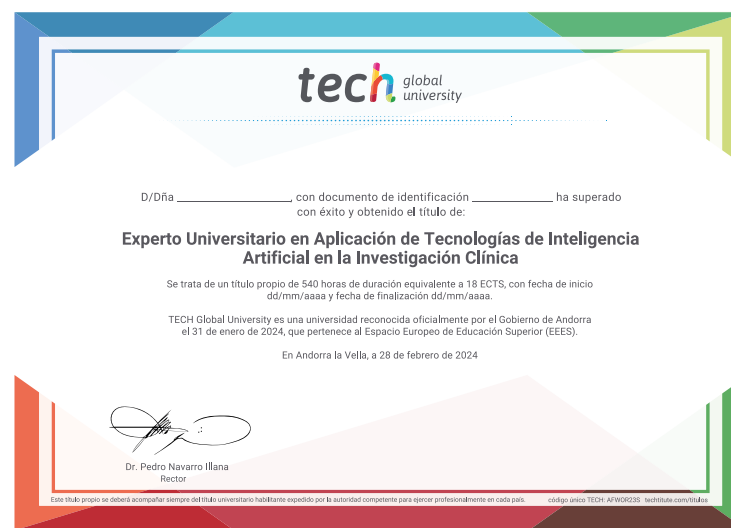 tech global university
D/Dña ____________________, con documento de identificación ______________ ha superado
con éxito y obtenido el título de:
Experto Universitario en Aplicación de Tecnologías de Inteligencia
Artificial en la Investigación Clínica
Se trata de un título propio de 540 horas de duración equivalente a 18 ECTS, con fecha de inicio
dd/mm/aaaa y fecha de finalización dd/mm/aaaa.
TECH Global University es una universidad reconocida oficialmente por el Gobierno de Andorra
el 31 de enero de 2024, que pertenece al Espacio Europeo de Educación Superior (EEES).
En Andorra la Vella, a 28 de febrero de 2024
Dr. Pedro Navarro Illana
Rector
Este título propio se deberá acompañar siempre del título universitario habilitante expedido por la autoridad competente para ejercer profesionalmente en cada país. código único TECH: AFWOR23S techtitute.com/titulos